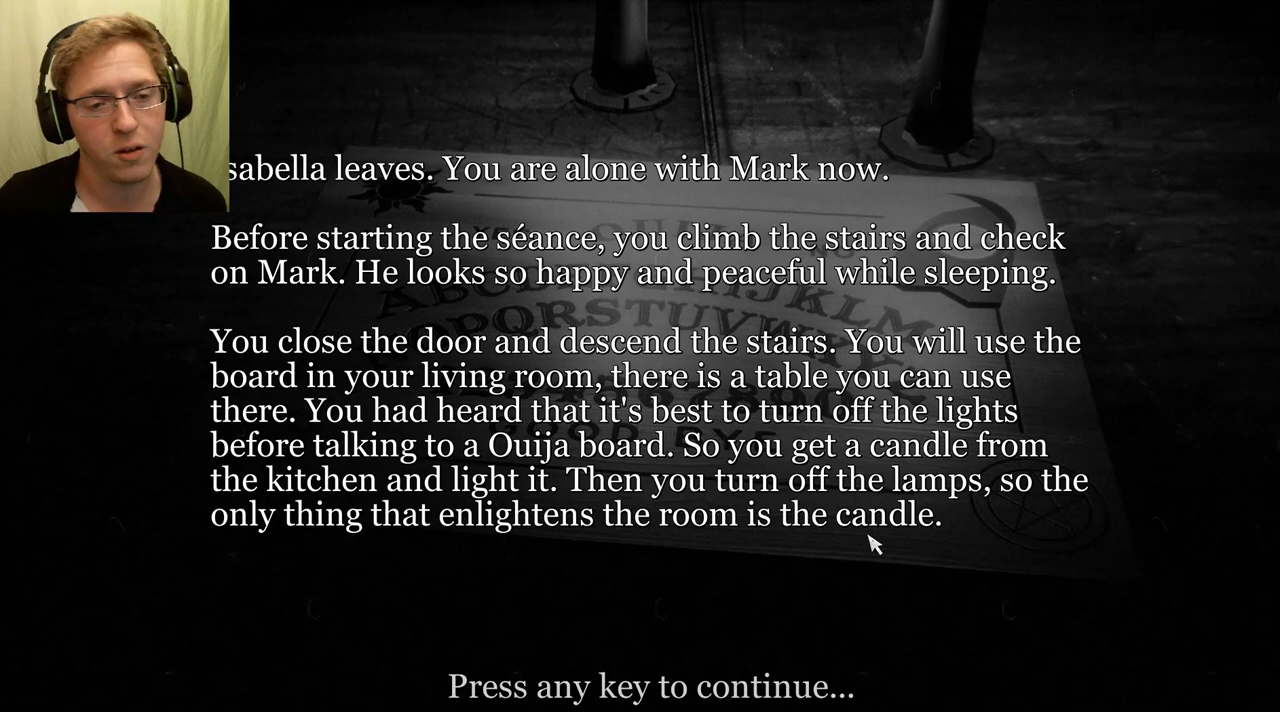 sabella leaves. You are alone with Mark now.
Before starting the séance, you climb the stairs and check
on Mark. He looks so happy and peaceful while sleeping.
You close the door and descend the stairs. You will use the
board in your living room, there is a table you can use
there. You had heard that it's best to turn off the lights
before talking to a Ouija board. So you get a candle from
the kitchen and light it. Then you turn off the lamps, so the
only thing that enlightens the room is the candle.
Press any key to continue...